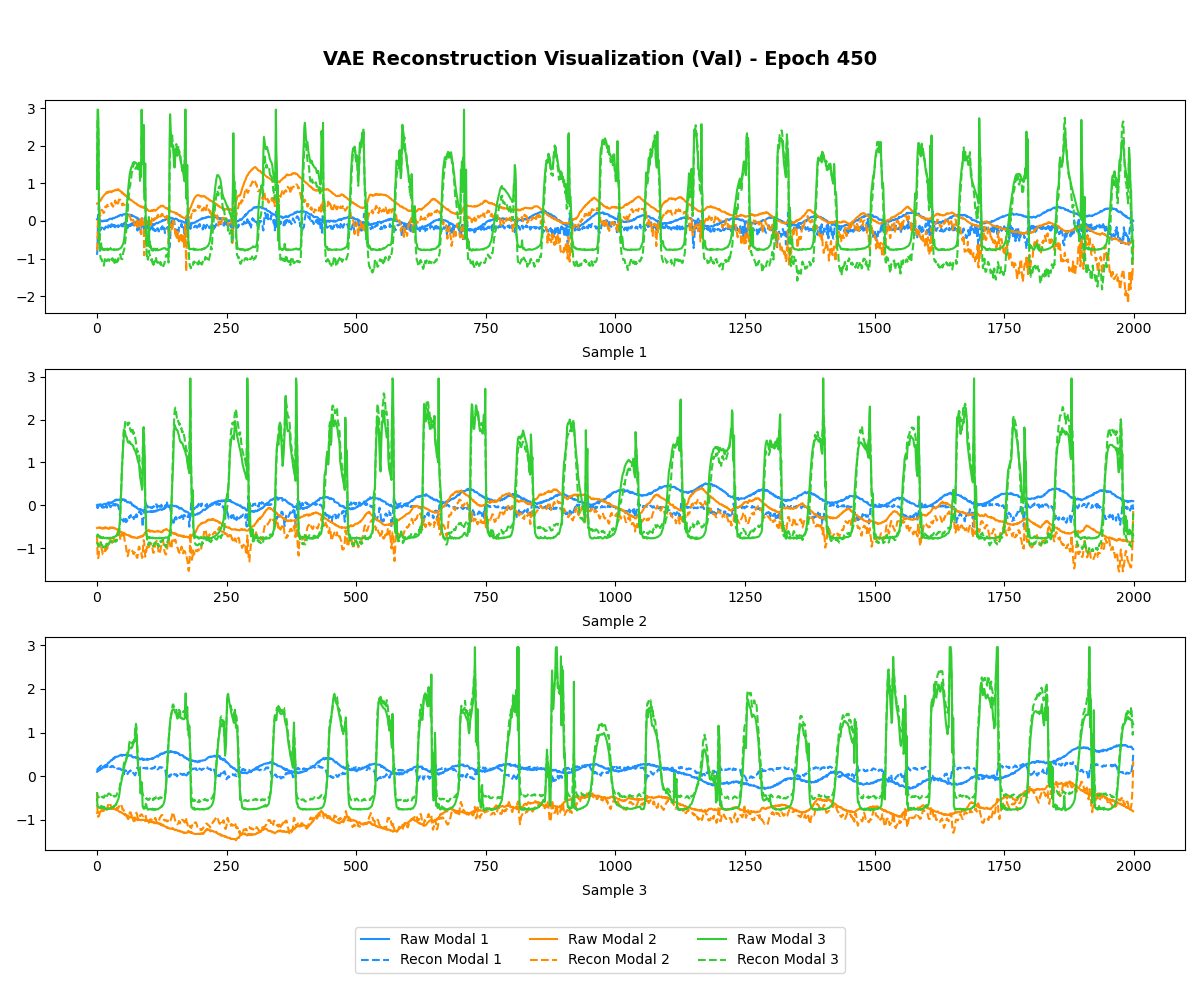 VAE Reconstruction Visualization (Val) - Epoch 450
3
2
1
0
−1
−2
0 250 500 750 1000 1250 1500 1750 2000
Sample 1
3
2
1
0
−1
0 250 500 750 1000 1250 1500 1750 2000
Sample 2
3
2
1
0
−1
0 250 500 750 1000 1250 1500 1750 2000
Sample 3
Raw Modal 1 Raw Modal 2 Raw Modal 3
Recon Modal 1 Recon Modal 2 Recon Modal 3